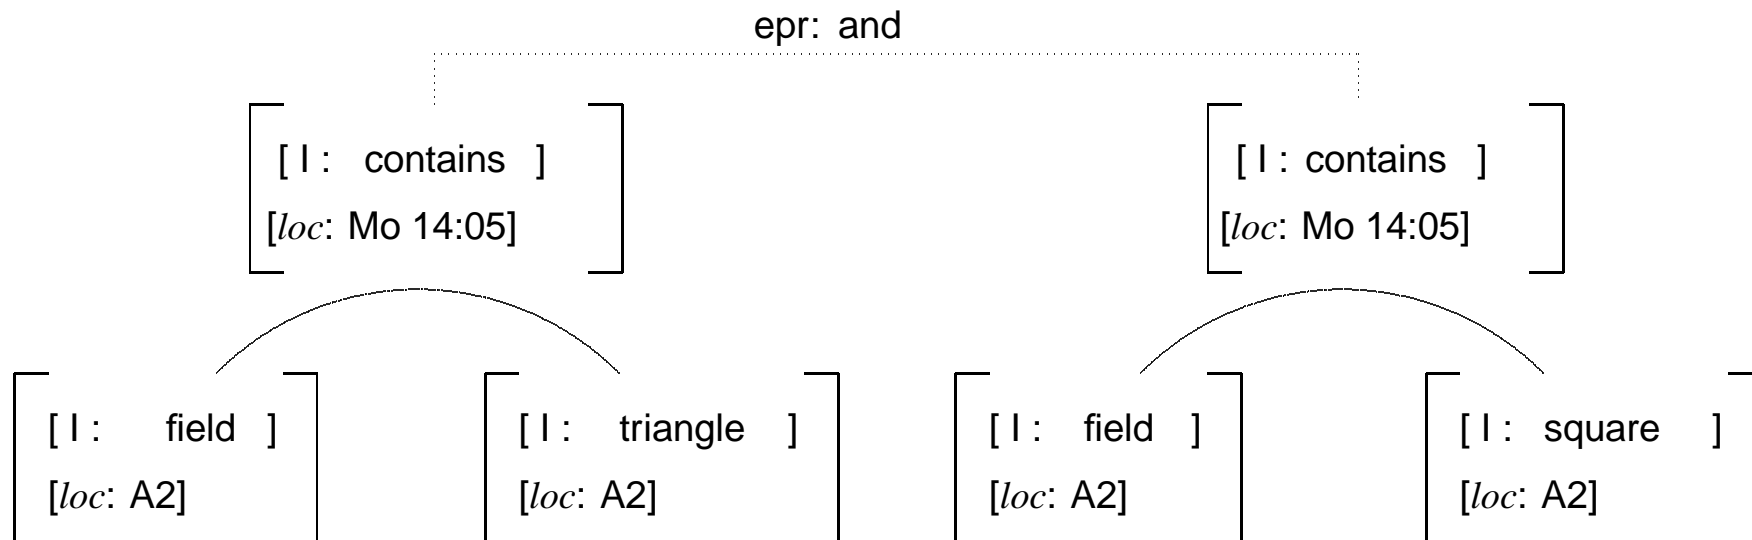 epr: and
[ I : contains ] [ I : contains ]
[loc: Mo 14:05] [loc: Mo 14:05]
[ I : field ] [ I : triangle ] [ I : field ] [ I : square ]
[loc: A2] [loc: A2] [loc: A2] [loc: A2]